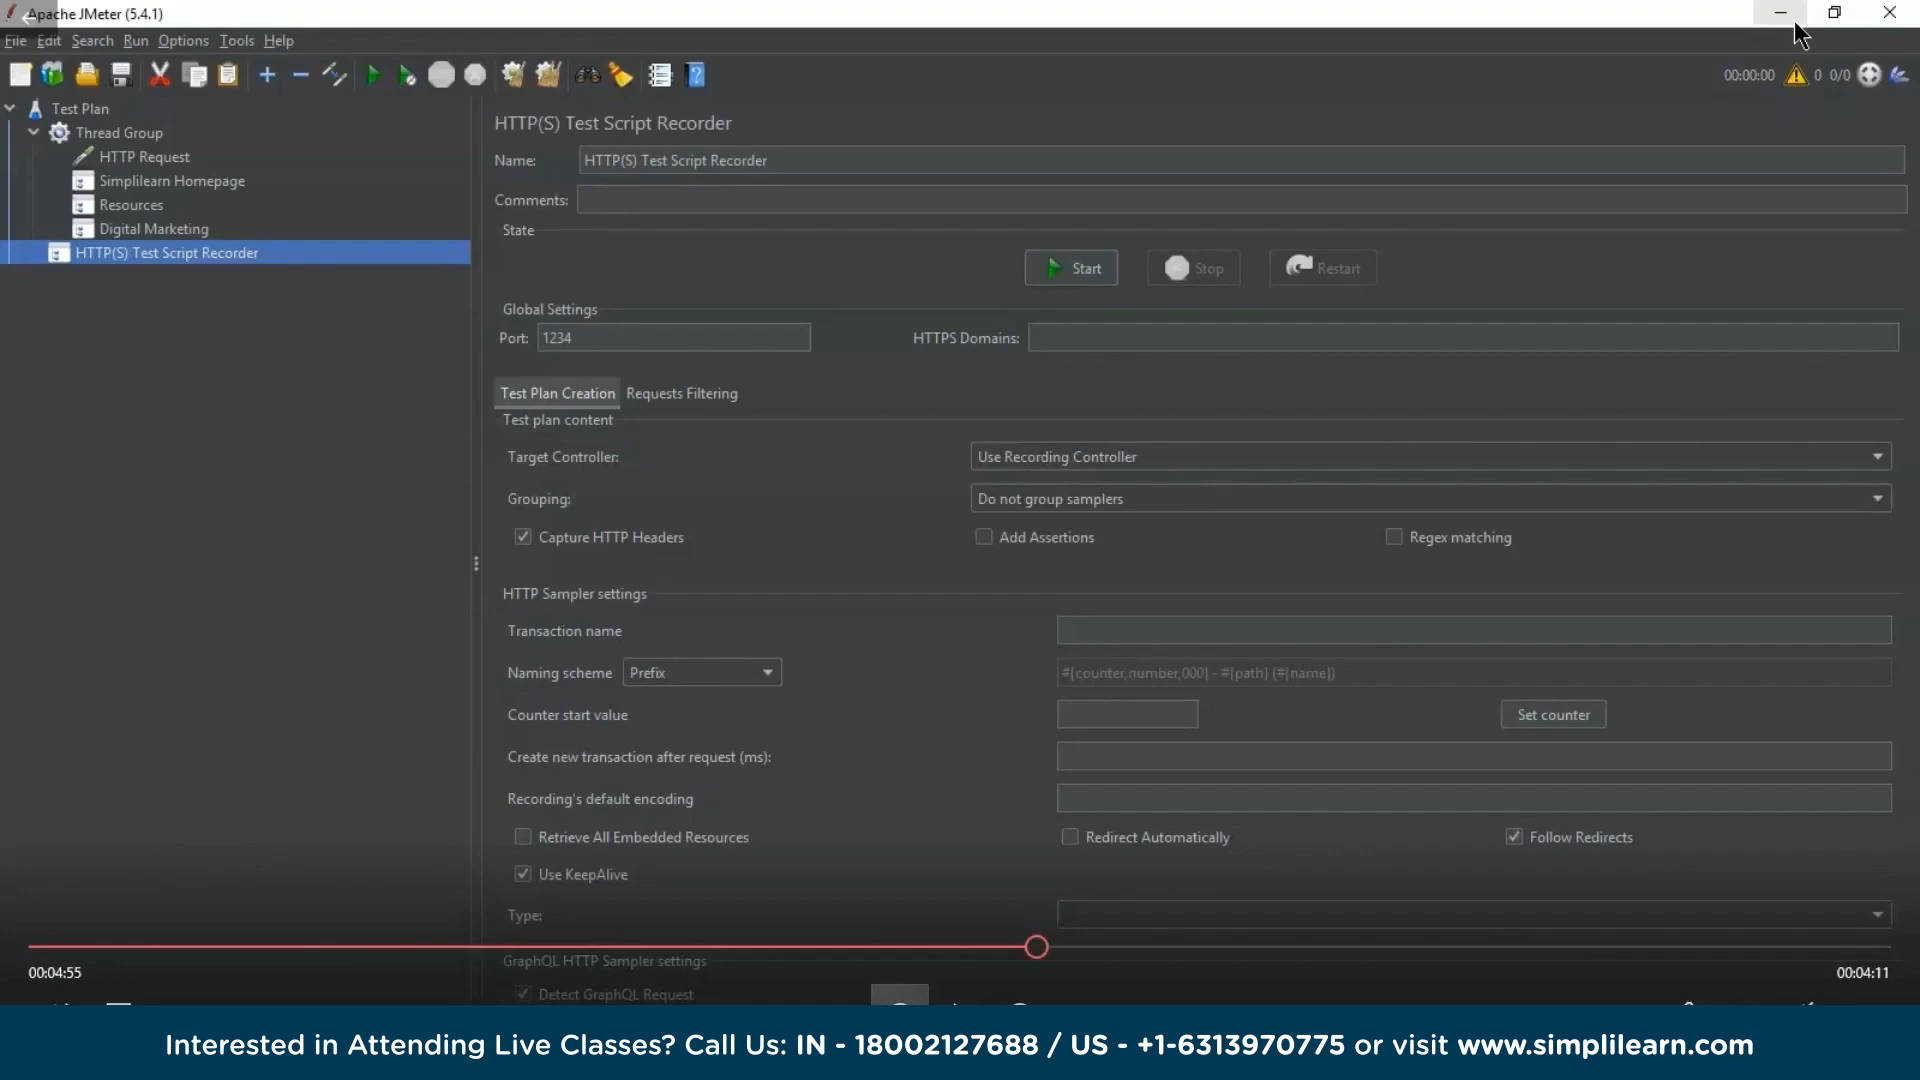 Apache JMeter (5.4.1)
File Edit Search Run Options Tools Help
00:00:00 0 0/0
Test Plan
Thread Group
HTTP Request
Simplilearn Homepage
Resources
Digital Marketing
HTTP(S) Test Script Recorder
HTTP(S) Test Script Recorder
Name: HTTP(S) Test Script Recorder
Comments:
State
Start Stop Restart
Global Settings
Port: 1234 HTTPS Domains:
Test Plan Creation Requests Filtering
Test plan content
Target Controller: Use Recording Controller
Grouping: Do not group samplers
Capture HTTP Headers Add Assertions Regex matching
HTTP Sampler settings
Transaction name
Naming scheme Prefix #{counter,number,000} - #{path} (#{name})
Counter start value Set counter
Create new transaction after request (ms):
Recording's default encoding
Retrieve All Embedded Resources Redirect Automatically Follow Redirects
Use KeepAlive
Type:
GraphQL HTTP Sampler settings
00:04:55 00:04:11
Detect GraphQL Request
Interested in Attending Live Classes? Call Us: IN - 18002127688 / US - +1-6313970775 or visit www.simplilearn.com